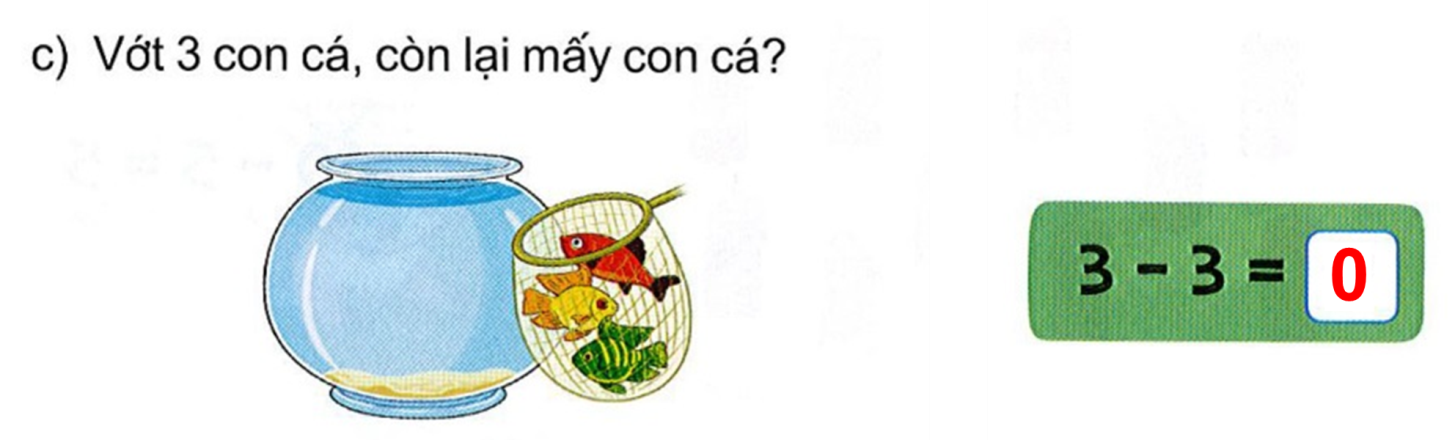 c) Vớt 3 con cá, còn lại mấy con cá?
3 - 3 = 0